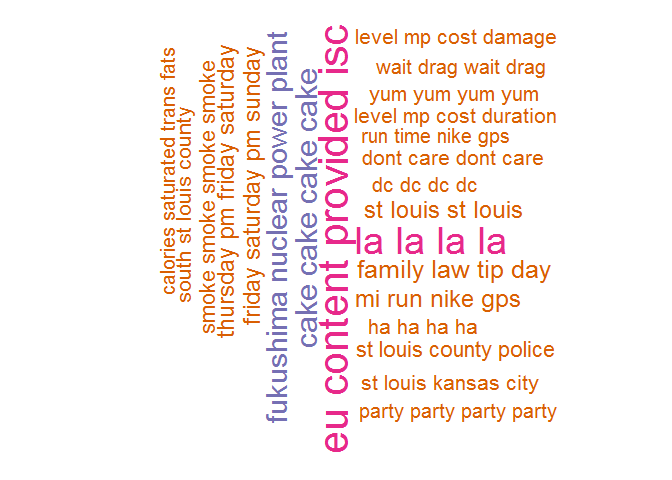 calories saturated trans fats
south st louis county
smoke smoke smoke smoke
thursday pm friday saturday
friday saturday pm sunday
fukushima nuclear power plant
cake cake cake cake
eu content provided isc
level mp cost damage
wait drag wait drag
yum yum yum yum
level mp cost duration
run time nike gps
dont care dont care
dc dc dc dc
st louis st louis
la la la la
family law tip day
mi run nike gps
ha ha ha ha
st louis county police
st louis kansas city
party party party party